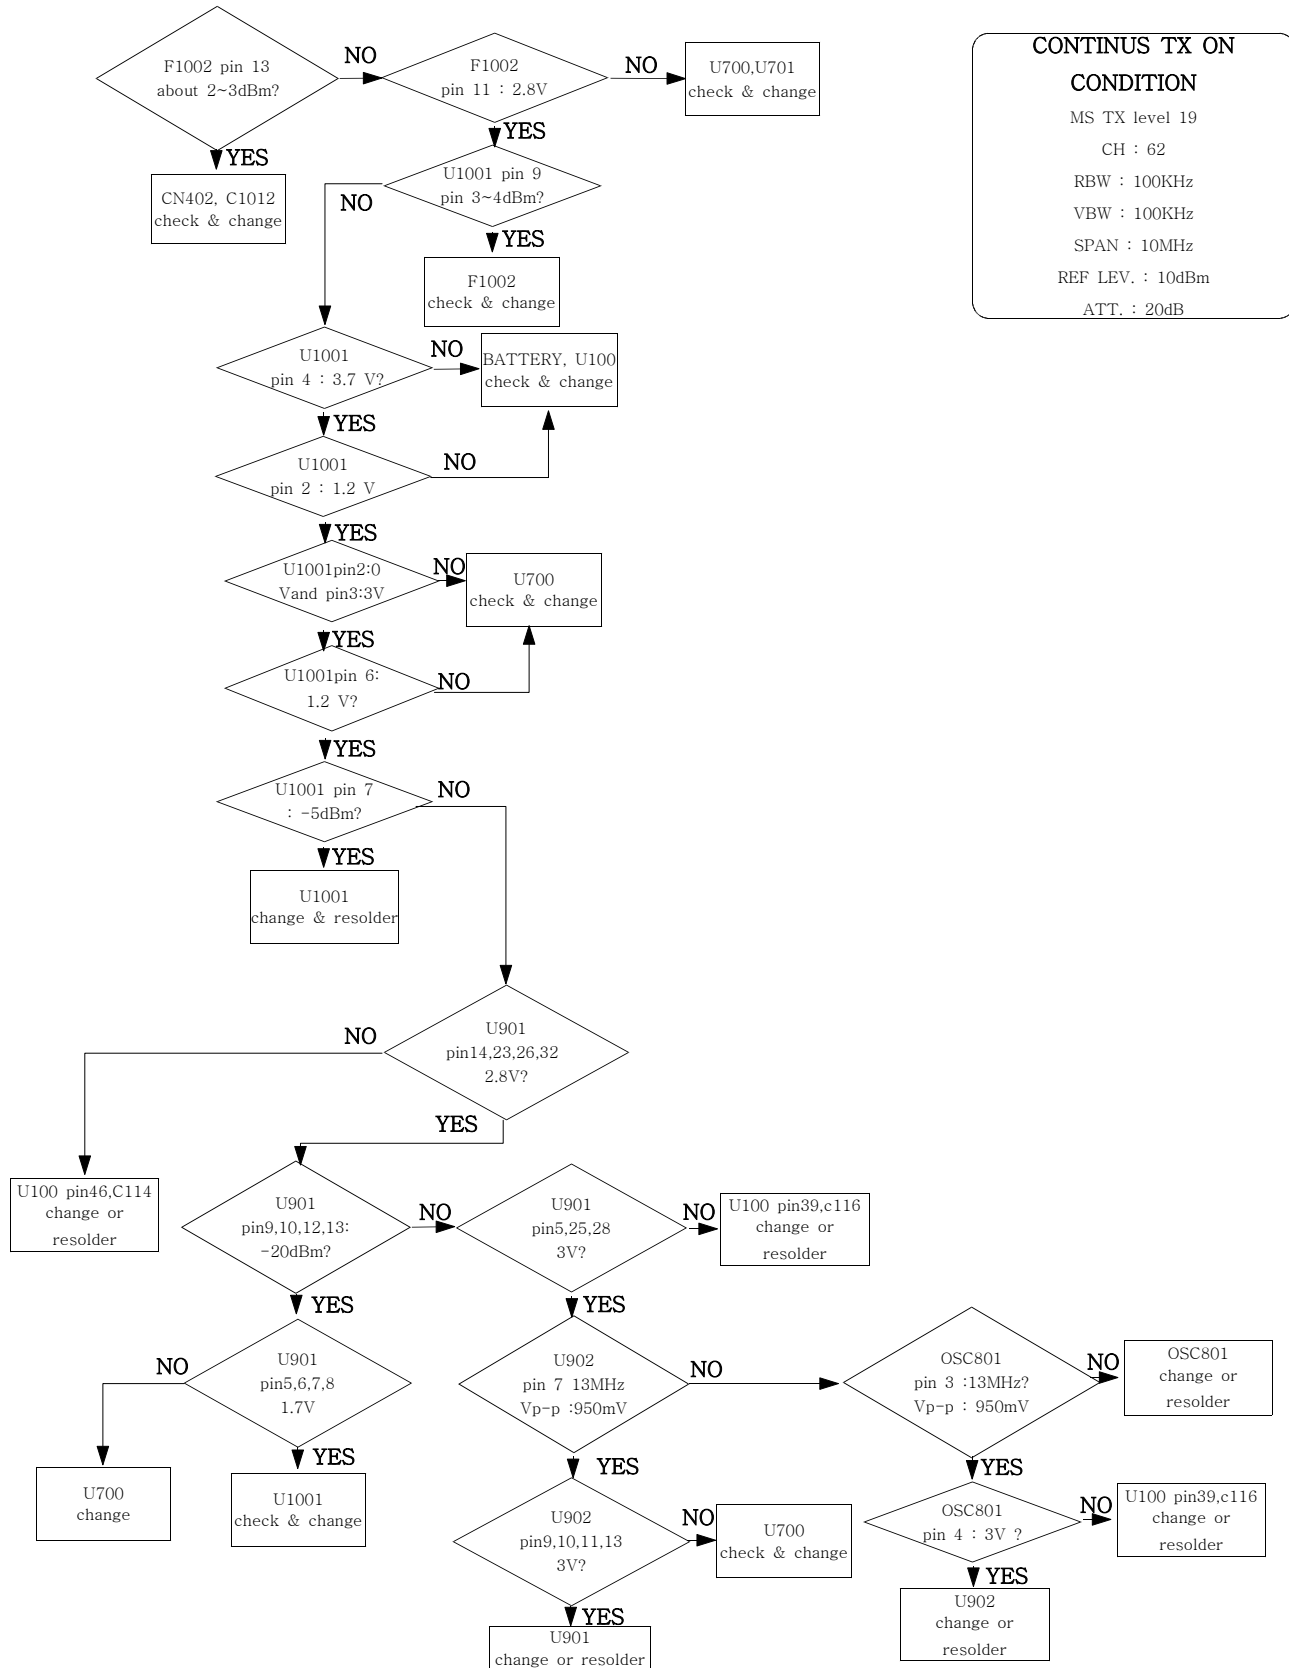 F1002 pin 13
about 2~3dBm?
NO
F1002
pin 11 : 2.8V
NO
U700,U701
check & change
CONTINUS TX ON
CONDITION
MS TX level 19
CH : 62
RBW : 100KHz
VBW : 100KHz
SPAN : 10MHz
REF LEV. : 10dBm
ATT. : 20dB
YES
YES
CN402, C1012
check & change
U1001 pin 9
pin 3~4dBm?
NO
YES
F1002
check & change
U1001
pin 4 : 3.7 V?
NO
BATTERY, U100
check & change
YES
U1001
pin 2 : 1.2 V
NO
YES
U1001pin2:0
Vand pin3:3V
NO
U700
check & change
YES
U1001pin 6:
1.2 V?
NO
YES
U1001 pin 7
: -5dBm?
NO
YES
U1001
change & resolder
U901
pin14,23,26,32
2.8V?
NO
YES
U100 pin46,C114
change or
resolder
U901
pin9,10,12,13:
-20dBm?
NO
U901
pin5,25,28
3V?
NO
U100 pin39,c116
change or
resolder
YES
YES
U901
pin5,6,7,8
1.7V
NO
U902
pin 7 13MHz
Vp-p :950mV
NO
OSC801
pin 3 :13MHz?
Vp-p : 950mV
NO
OSC801
change or
resolder
YES
YES
YES
U700
change
U1001
check & change
U902
pin9,10,11,13
3V?
NO
U700
check & change
OSC801
pin 4 : 3V ?
NO
U100 pin39,c116
change or
resolder
YES
YES
U901
change or resolder
U902
change or
resolder